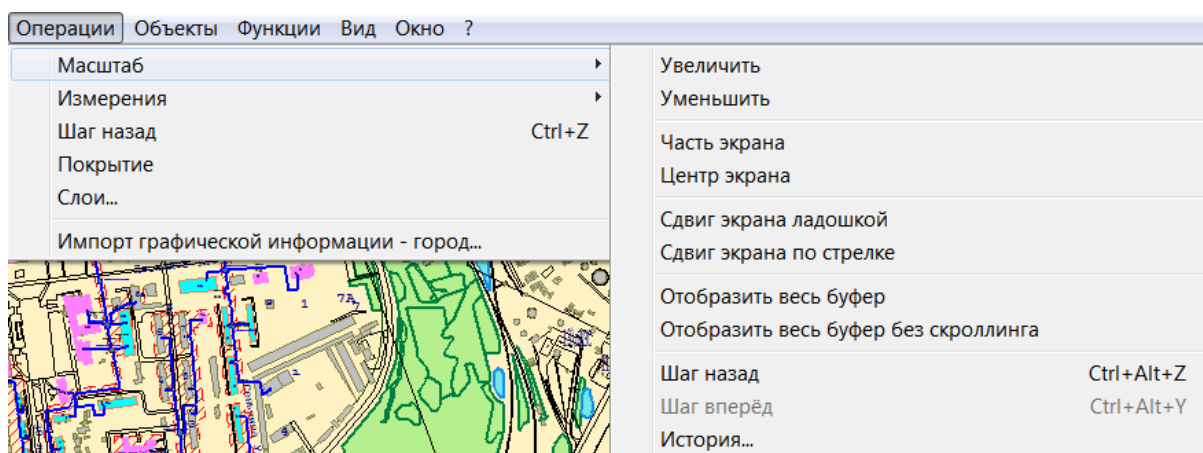 Операции Объекты Функции Вид Окно ?
Масштаб
Измерения
Шаг назад Ctrl+Z
Покрытие
Слои...
Импорт графической информации - город...
Увеличить
Уменьшить
Часть экрана
Центр экрана
Сдвиг экрана ладошкой
Сдвиг экрана по стрелке
Отобразить весь буфер
Отобразить весь буфер без скроллинга
Шаг назад Ctrl+Alt+Z
Шаг вперёд Ctrl+Alt+Y
История...
1 7А